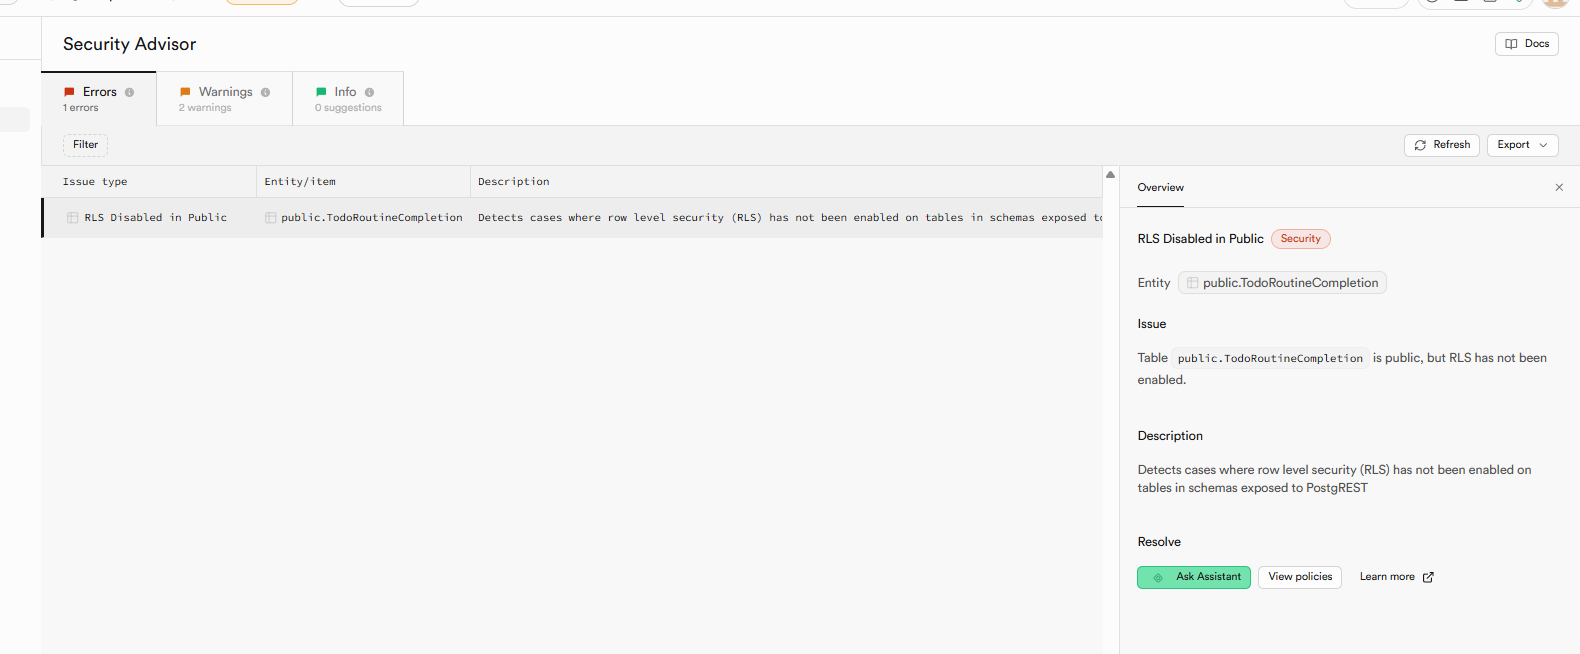 Security Advisor
Docs
Errors
1 errors
Warnings
2 warnings
Info
0 suggestions
Filter
Refresh
Export
Issue type
Entity/item
Description
RLS Disabled in Public
public.TodoRoutineCompletion
Detects cases where row level security (RLS) has not been enabled on tables in schemas exposed to
Overview
RLS Disabled in Public Security
Entity public.TodoRoutineCompletion
Issue
Table public.TodoRoutineCompletion is public, but RLS has not been
enabled.
Description
Detects cases where row level security (RLS) has not been enabled on
tables in schemas exposed to PostgREST
Resolve
Ask Assistant
View policies
Learn more